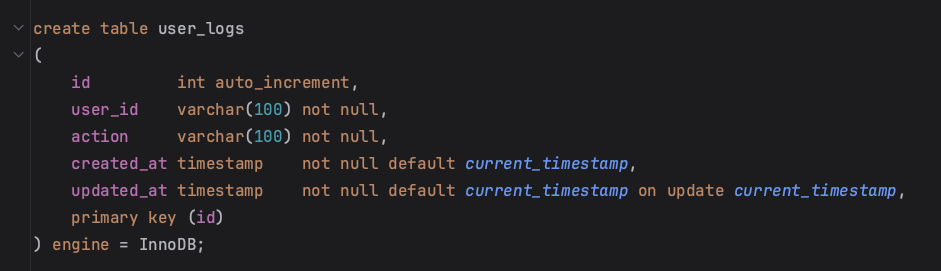 create table user_logs
(
    id         int auto_increment,
    user_id    varchar(100) not null,
    action     varchar(100) not null,
    created_at timestamp    not null default current_timestamp,
    updated_at timestamp    not null default current_timestamp on update current_timestamp,
    primary key (id)
) engine = InnoDB;